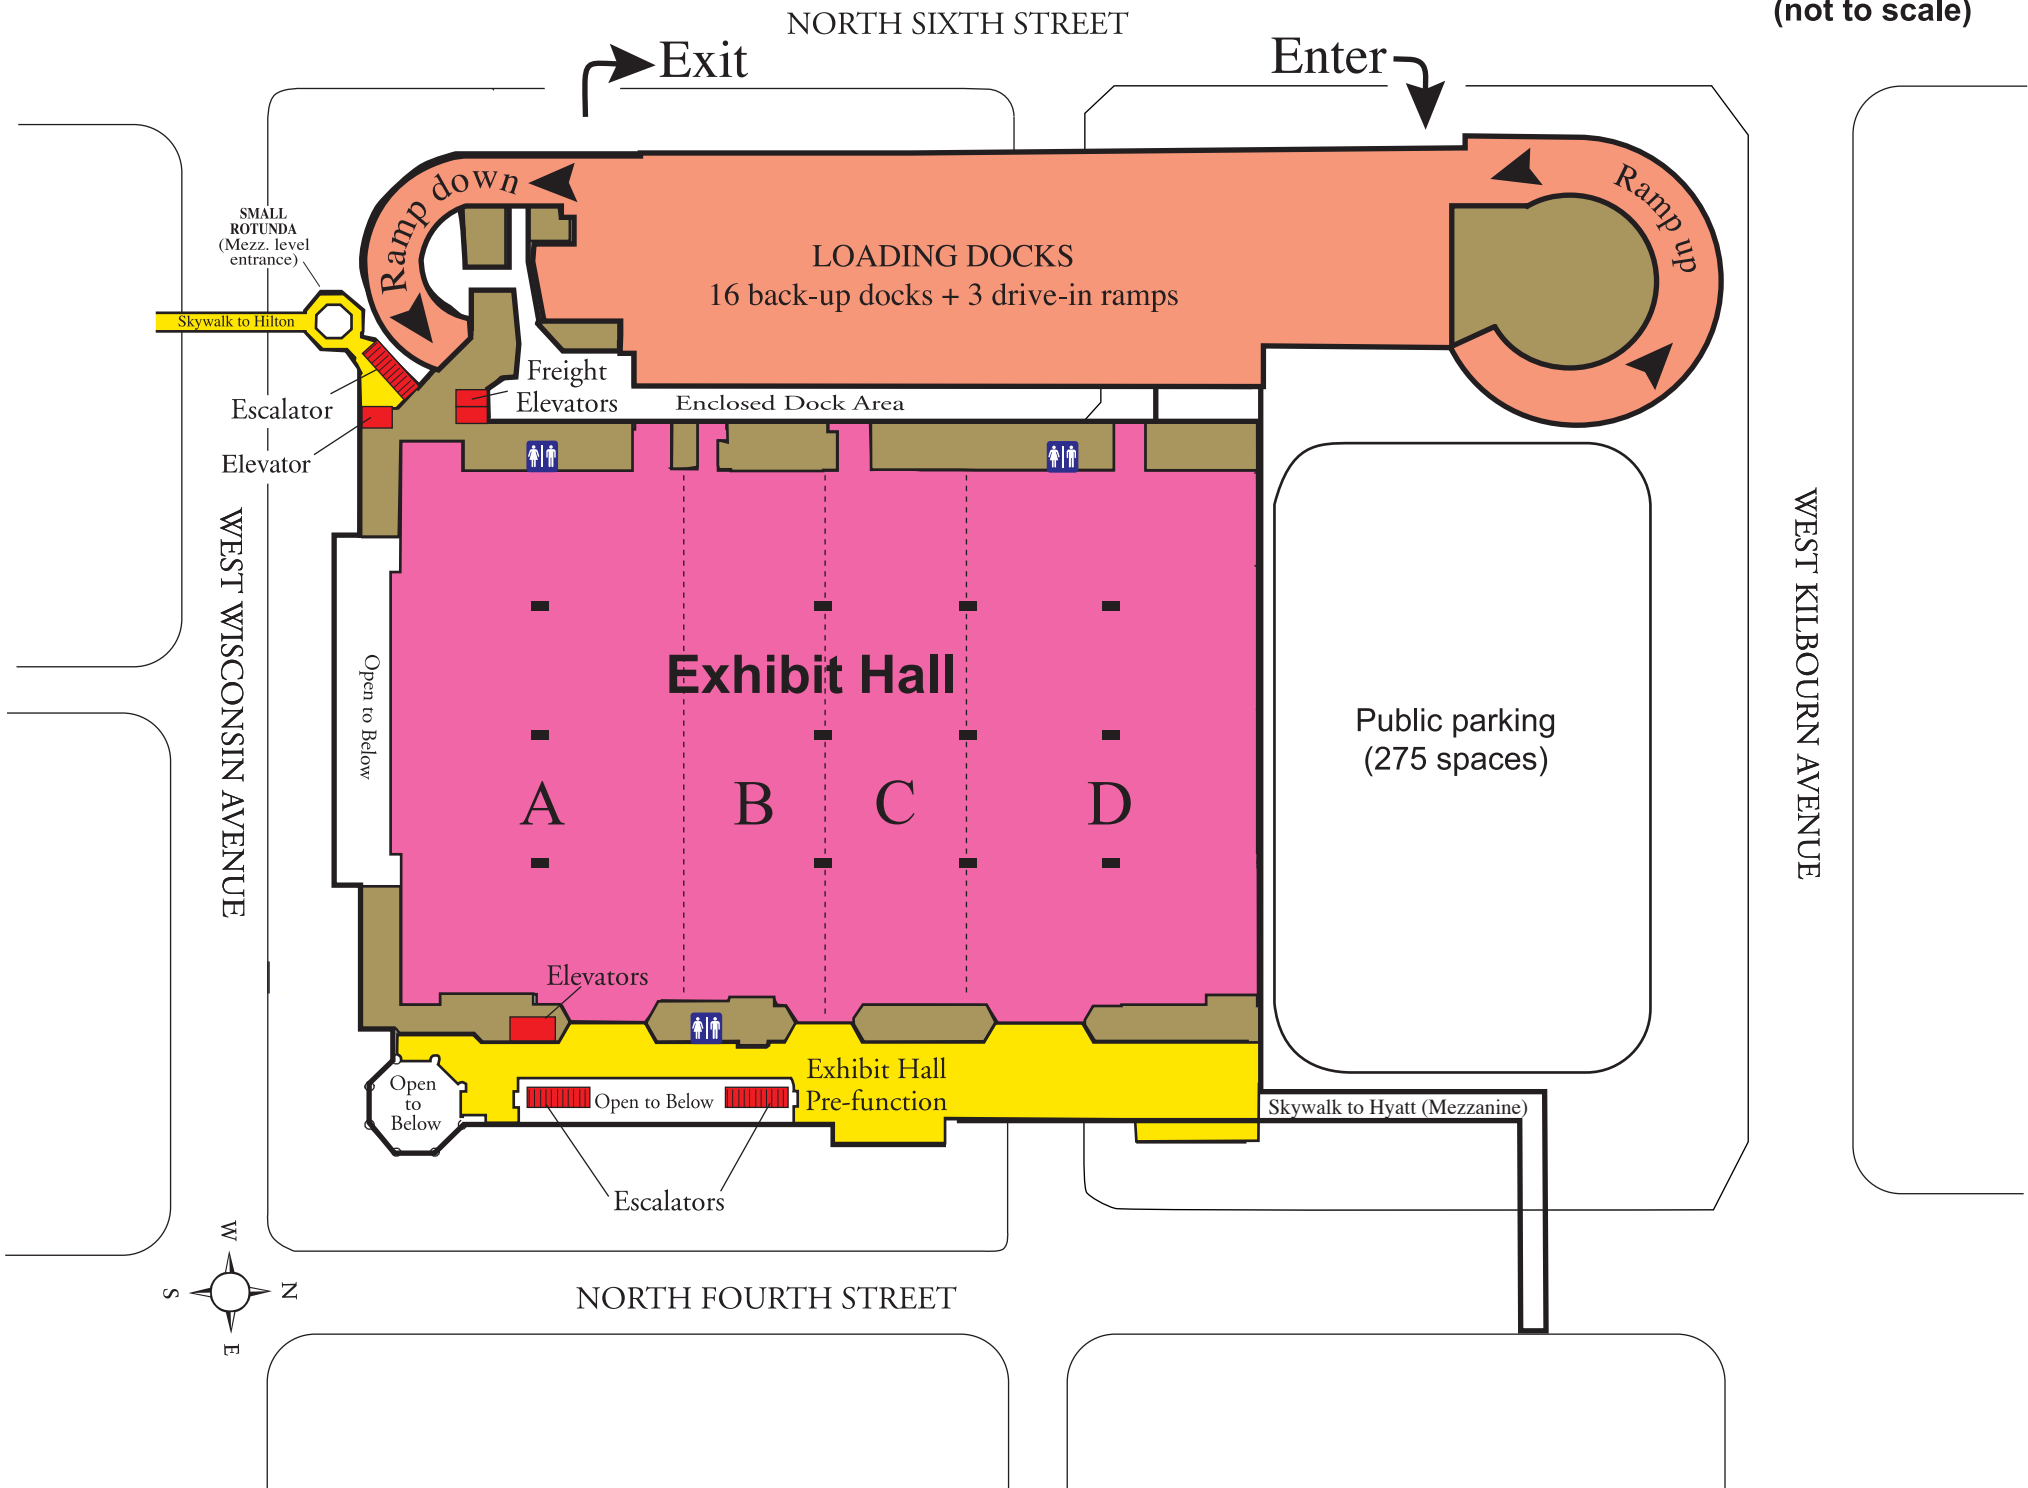 (not to scale)
NORTH SIXTH STREET
Exit
Enter
Ramp down
Ramp up
SMALL
ROTUNDA
(Mezz. level
entrance)
LOADING DOCKS
16 back-up docks + 3 drive-in ramps
Skywalk to Hilton
Freight
Elevators
Enclosed Dock Area
Escalator
Elevator
WEST WISCONSIN AVENUE
WEST KILBOURN AVENUE
Open to Below
Exhibit Hall
Public parking
(275 spaces)
A
B
C
D
Elevators
Exhibit Hall
Pre-function
Open
to
Below
Open to Below
Skywalk to Hyatt (Mezzanine)
Escalators
W
S
N
E
NORTH FOURTH STREET